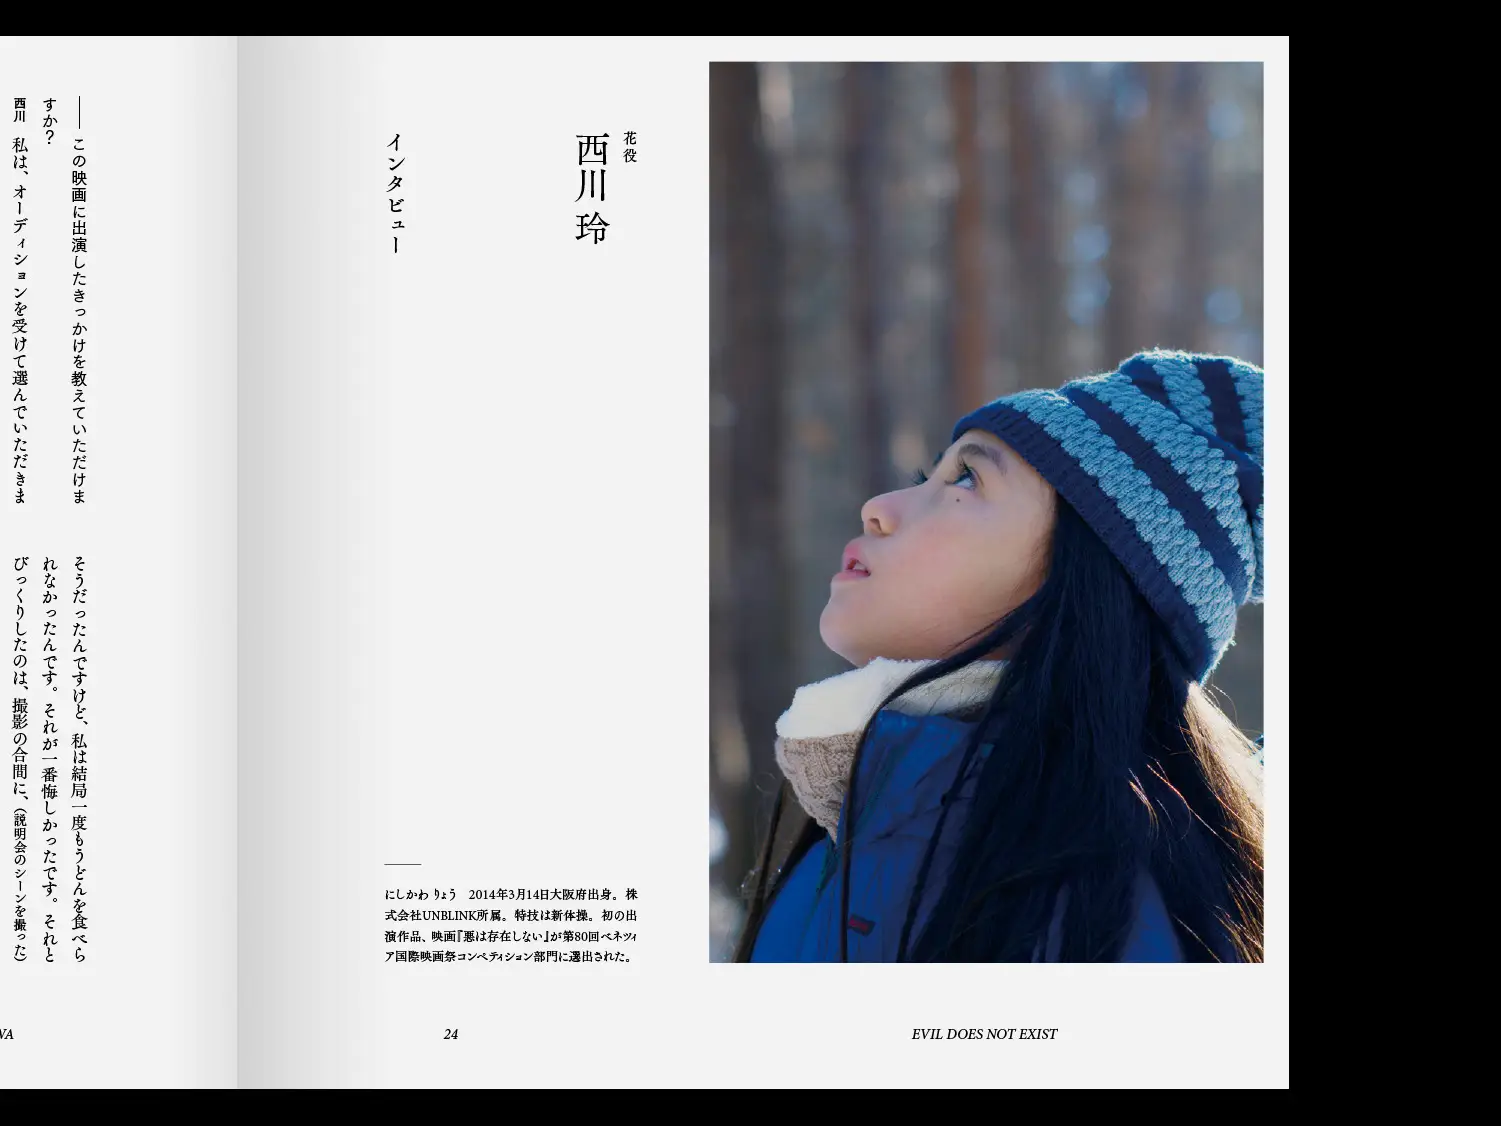 花役
西川 玲
インタビュー
にしかわ りょう　2014年3月14日大阪府出身。株
式会社UNBLINK所属。特技は新体操。初の出
演作品、映画『悪は存在しない』が第80回ベネツィ
ア国際映画祭コンペティション部門に選出された。
――この映画に出演したきっかけを教えていただけま
すか？
西川　私は、オーディションを受けて選んでいただきま
そうだったんですけど、私は結局一度もうどんを食べら
れなかったんです。それが一番悔しかったです。それと
びっくりしたのは、撮影の合間に、（説明会のシーンを撮った）
EVIL DOES NOT EXIST
24
WA